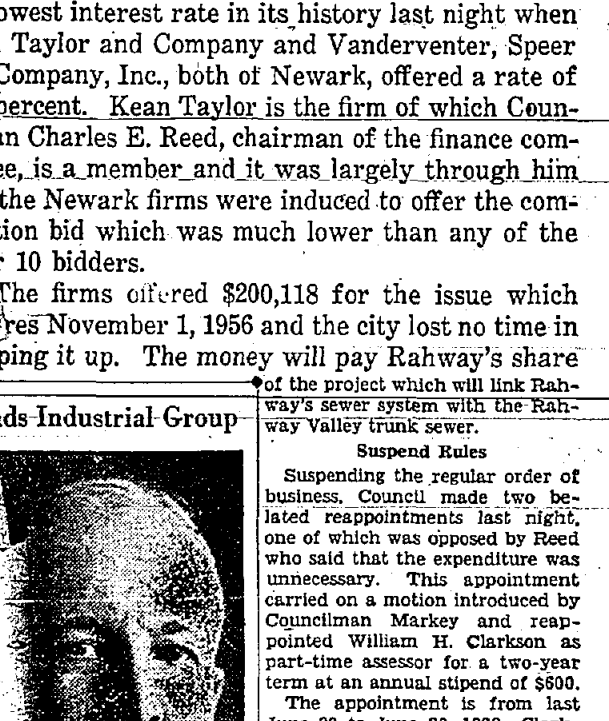 owest interest rate in its history last night when
Taylor and Company and Vanderventer, Speer
Company, Inc., both of Newark, offered a rate of
percent. Kean Taylor is the firm of which Coun-
an Charles E. Reed, chairman of the finance com-
ee, is a member and it was largely through him
the Newark firms were induced to offer the com-
ion bid which was much lower than any of the
r 10 bidders.
The firms offered $200,118 for the issue which
res November 1, 1956 and the city lost no time in
ping it up. The money will pay Rahway's share
of the project which will link Rah-
way's sewer system with the Rah-
way Valley trunk sewer.
Suspend Rules
Suspending the regular order of
business, Council made two be-
lated reappointments last night,
one of which was opposed by Reed
who said that the expenditure was
unnecessary. This appointment
carried on a motion introduced by
Councilman Markey and reap-
pointed William H. Clarkson as
part-time assessor for a two-year
term at an annual stipend of $600.
The appointment is from last
ds Industrial Group